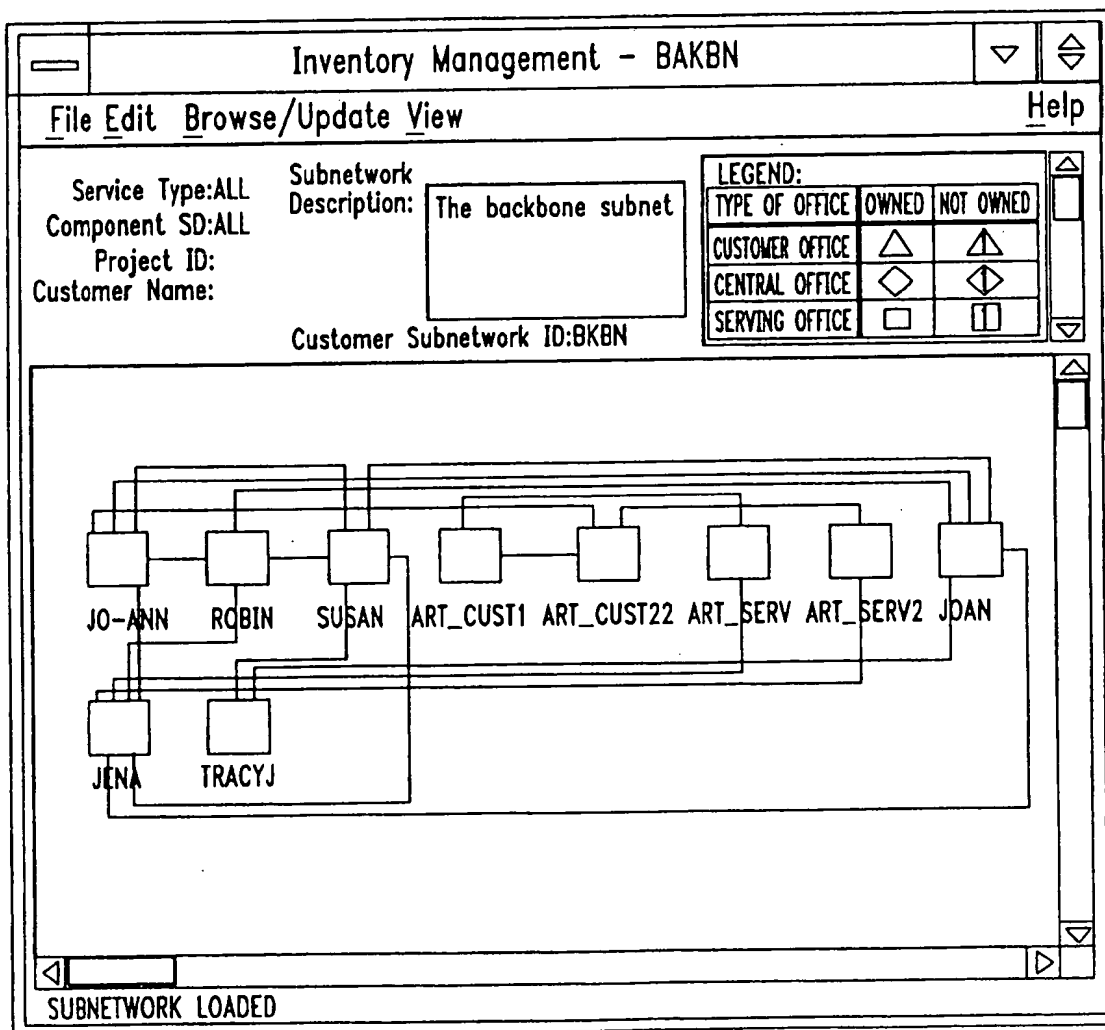 Inventory Management - BAKBN
File Edit Browse/Update View Help
Service Type:ALL
Component SD:ALL
Project ID:
Customer Name:
Subnetwork
Description:
The backbone subnet
Customer Subnetwork ID:BKBN
LEGEND:
TYPE OF OFFICE OWNED NOT OWNED
CUSTOMER OFFICE
CENTRAL OFFICE
SERVING OFFICE
JO-ANN ROBIN SUSAN ART_CUST1 ART_CUST22 ART_SERV ART_SERV2 JOAN
JENA TRACYJ
SUBNETWORK LOADED